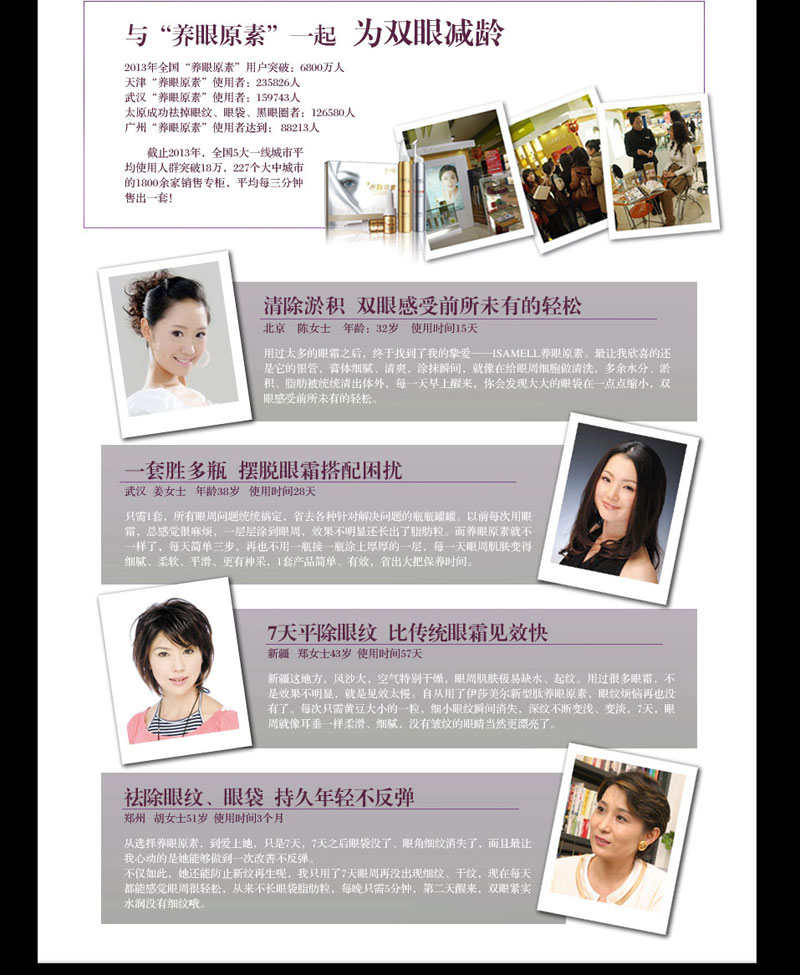 与“养眼原素”一起 为双眼减龄
2013年全国“养眼原素”用户突破：6800万人
天津“养眼原素”使用者：235826人
武汉“养眼原素”使用者：159743人
太原成功祛掉眼纹、眼袋、黑眼圈者：126580人
广州“养眼原素”使用者达到： 88213人
截止2013年，全国5大一线城市平
均使用人群突破18万，227个大中城市
的1800余家销售专柜，平均每三分钟
售出一套！
清除淤积 双眼感受前所未有的轻松
北京 陈女士 年龄：32岁 使用时间15天
用过太多的眼霜之后，终于找到了我的挚爱——ISAMELL养眼原素。最让我欣喜的还
是它的银管，膏体细腻、清爽，涂抹瞬间，就像在给眼周细胞做清洗，多余水分、淤
积、脂肪被统统清出体外，每一天早上醒来，你会发现大大的眼袋在一点点缩小，双
眼感受前所未有的轻松。
一套胜多瓶 摆脱眼霜搭配困扰
武汉 姜女士 年龄38岁 使用时间28天
只需1套，所有眼周问题统统搞定，省去各种针对解决问题的瓶瓶罐罐。以前每次用眼
霜，总感觉很麻烦，一层层涂到眼周，效果不明显还长出了脂肪粒。而养眼原素就不
一样了，每天简单三步，再也不用一瓶接一瓶涂上厚厚的一层，每一天眼周肌肤变得
细腻、柔软、平滑、更有神采，1套产品简单、有效，省出大把保养时间。
7天平除眼纹 比传统眼霜见效快
新疆 郑女士43岁 使用时间57天
新疆这地方，风沙大，空气特别干燥，眼周肌肤极易缺水、起纹。用过很多眼霜，不
是效果不明显，就是见效太慢。自从用了伊莎美尔新型肽养眼原素，眼纹烦恼再也没
有了。每次只需黄豆大小的一粒，细小眼纹瞬间消失，深纹不断变浅、变淡，7天，眼
周就像耳垂一样柔滑、细腻，没有皱纹的眼睛当然更漂亮了。
祛除眼纹、眼袋 持久年轻不反弹
郑州 胡女士51岁 使用时间3个月
从选择养眼原素，到爱上她，只是7天，7天之后眼袋没了、眼角细纹消失了，而且最让
我心动的是她能够做到一次改善不反弹。
不仅如此，她还能防止新纹再生呢，我只用了7天眼周再没出现细纹、干纹，现在每天
都能感觉眼周很轻松，从来不长眼袋脂肪粒，每晚只需5分钟，第二天醒来，双眼紧实
水润没有细纹哦。